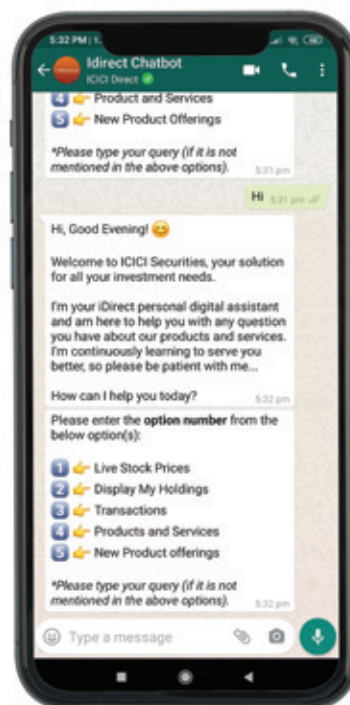 5:32 PM | 1.
Idirect Chatbot
ICICI Direct
4 👉 Product and Services
5 👉 New Product Offerings
*Please type your query (if it is not
mentioned in the above options).
5:31 pm
Hi 5:31 pm
Hi, Good Evening! 😊
Welcome to ICICI Securities, your solution
for all your investment needs.
I'm your iDirect personal digital assistant
and am here to help you with any question
you have about our products and services.
I'm continuously learning to serve you
better, so please be patient with me...
How can I help you today?
5:32 pm
Please enter the option number from the
below option(s):
1 👉 Live Stock Prices
2 👉 Display My Holdings
3 👉 Transactions
4 👉 Products and Services
5 👉 New Product offerings
*Please type your query (if it is not
mentioned in the above options).
5:32 pm
Type a message